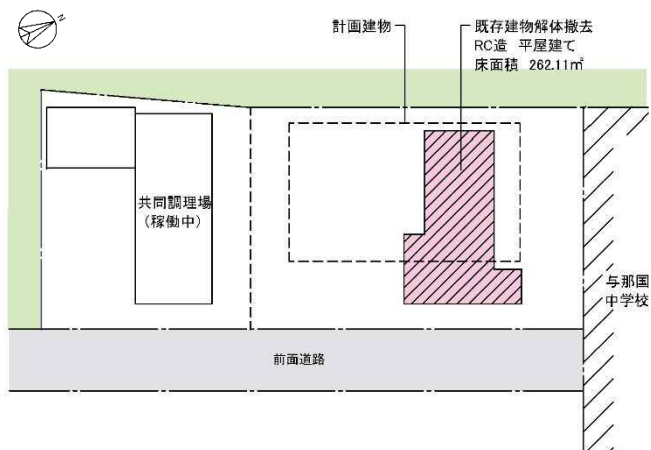 N
計画建物
既存建物解体撤去
RC造 平屋建て
床面積 262.11㎡
共同調理場
(稼働中)
与那国
中学校
前面道路